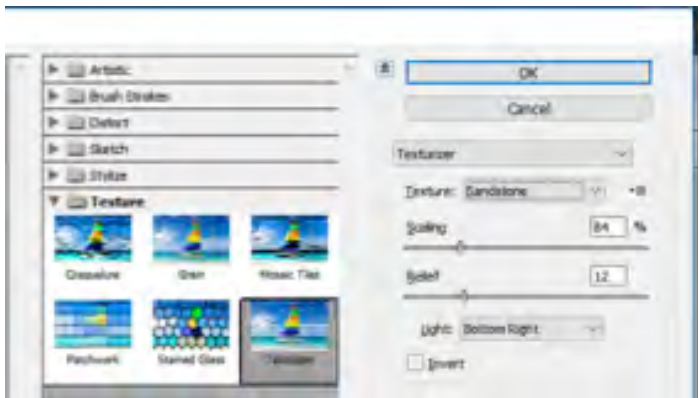 Artistic
Brush Strokes
Distort
Sketch
Stylize
Texture
Craquelure
Grain
Mosaic Tiles
Patchwork
Stained Glass
Texturizer
OK
Cancel
Texturizer
Texture: Sandstone
Scaling 84 %
Relief 12
Light: Bottom Right
Invert